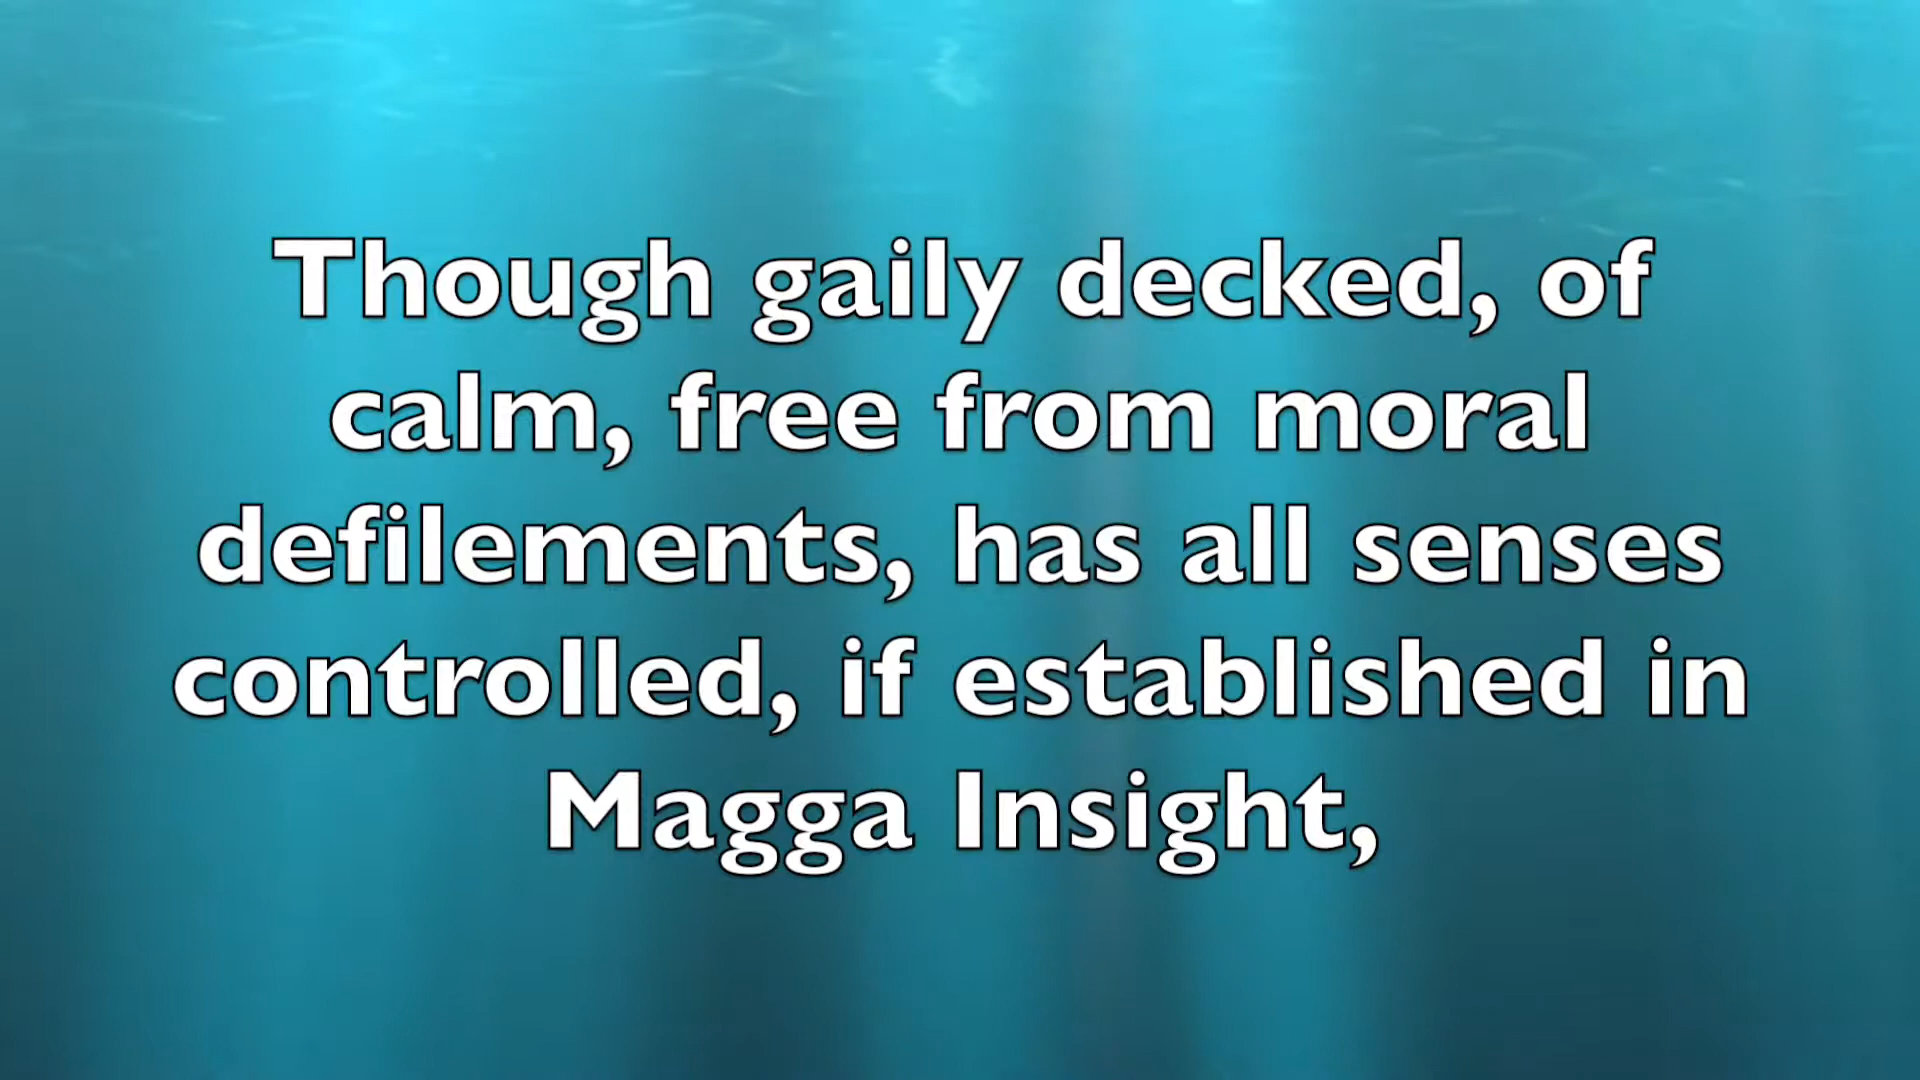 Though gaily decked, of
calm, free from moral
defilements, has all senses
controlled, if established in
Magga Insight,